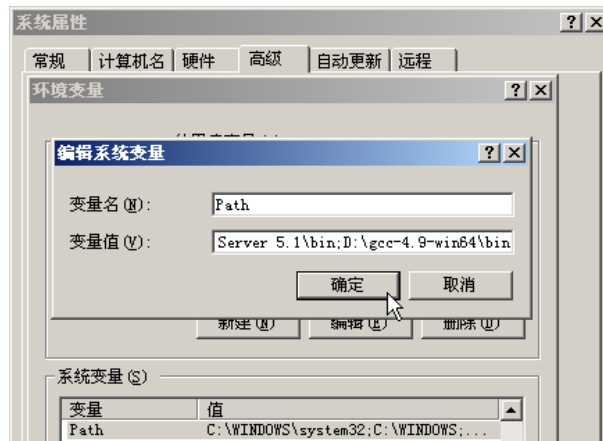 系统属性
常规 计算机名 硬件 高级 自动更新 远程
环境变量
编辑系统变量
变量名(N): Path
变量值(V): Server 5.1\bin;D:\gcc-4.9-win64\bin
确定 取消
新建(N) 编辑(E) 删除(D)
系统变量(S)
变量 值
Path C:\WINDOWS\system32;C:\WINDOWS;...